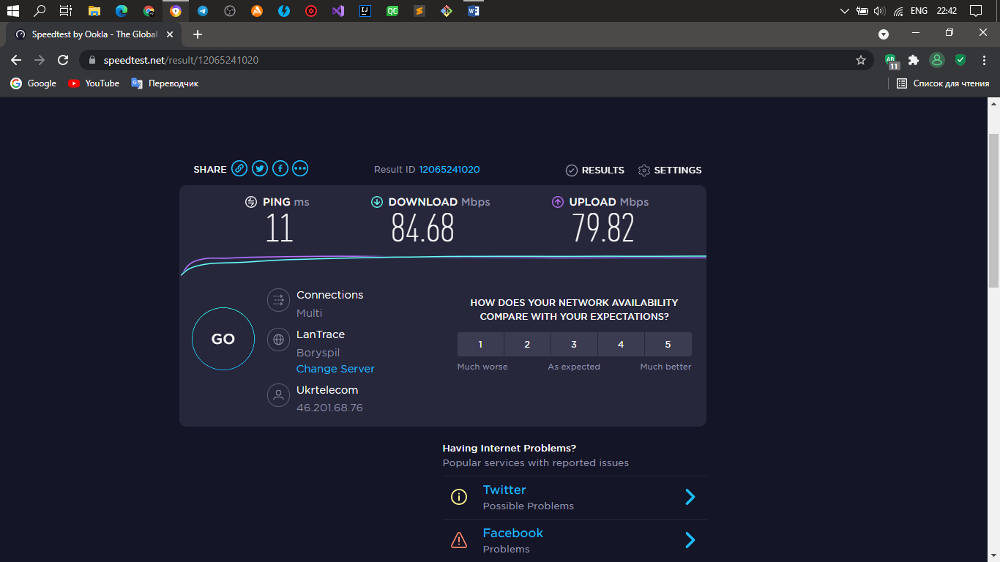 ENG 22:42
Speedtest by Ookla - The Global
speedtest.net/result/12065241020
11
Google YouTube Переводчик Список для чтения
SHARE Result ID 12065241020 RESULTS SETTINGS
PING ms DOWNLOAD Mbps UPLOAD Mbps
11 84.68 79.82
Connections
Multi
LanTrace
Boryspil
Change Server
Ukrtelecom
46.201.68.76
GO
HOW DOES YOUR NETWORK AVAILABILITY
COMPARE WITH YOUR EXPECTATIONS?
1 2 3 4 5
Much worse As expected Much better
Having Internet Problems?
Popular services with reported issues
Twitter
Possible Problems
Facebook
Problems